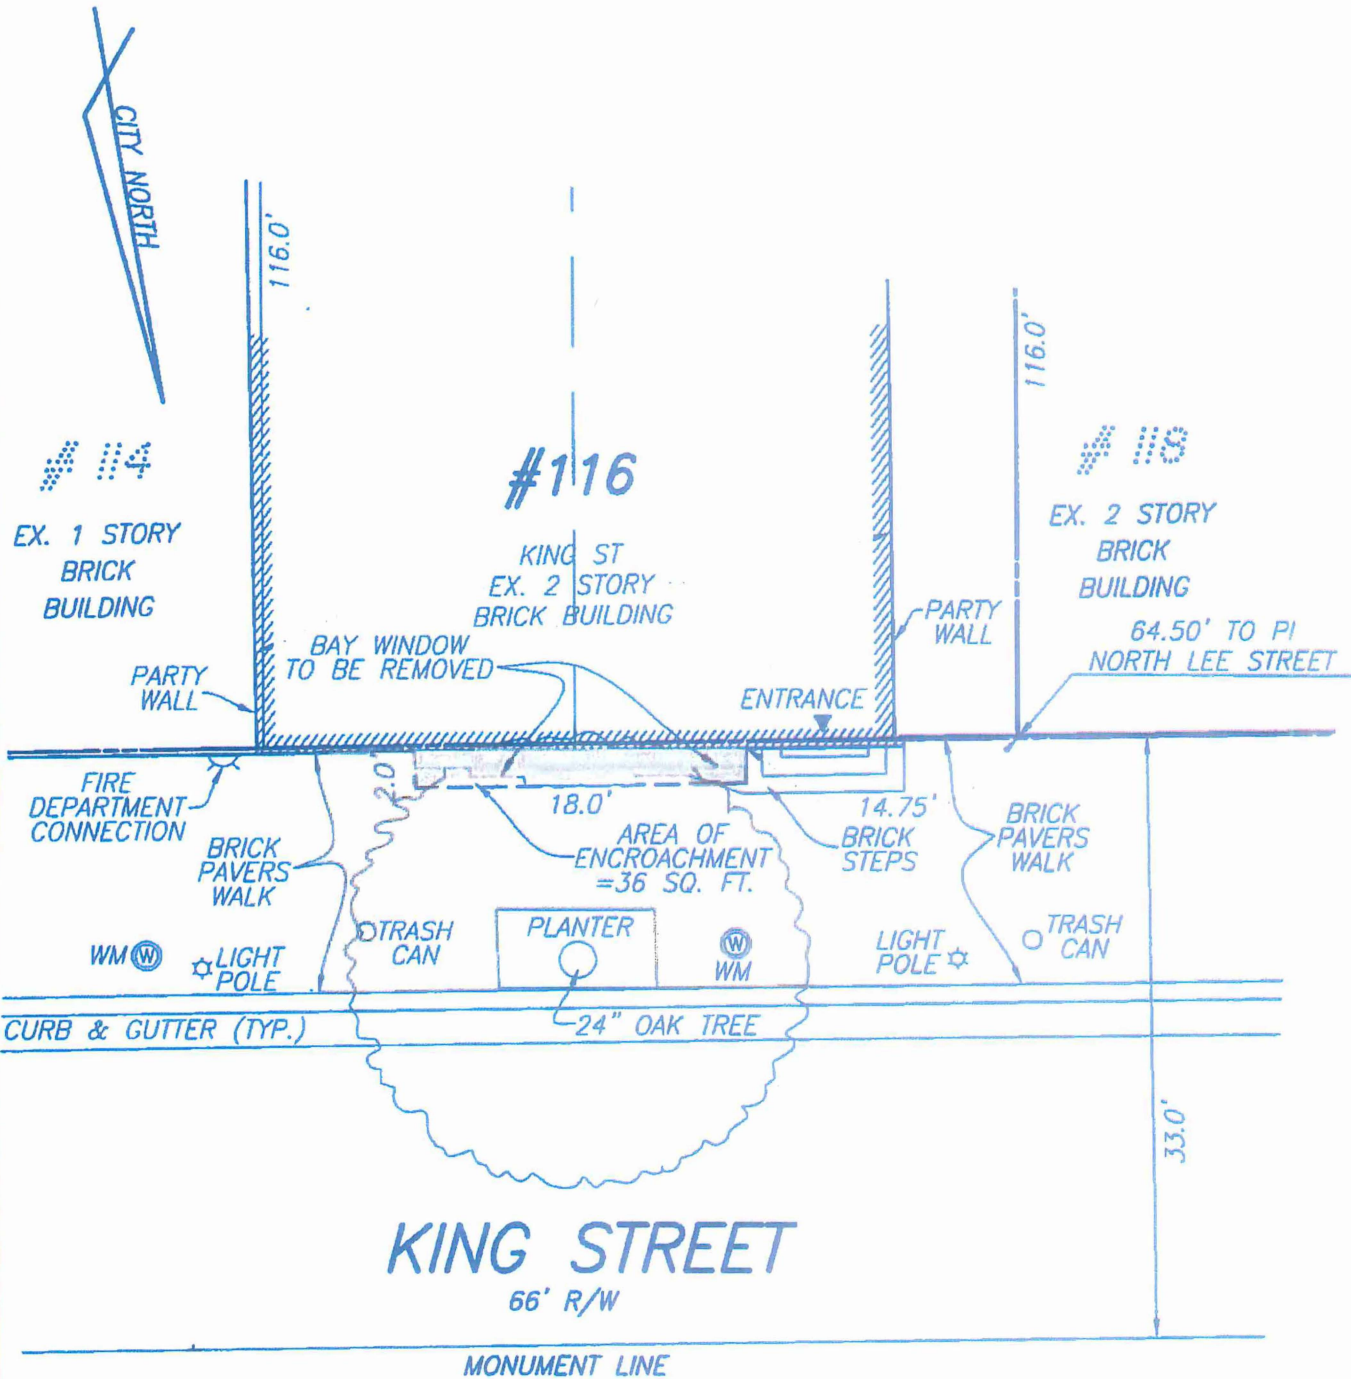 CITY NORTH
116.0'
116.0'
# 114
EX. 1 STORY
BRICK
BUILDING
#116
KING ST
EX. 2 STORY
BRICK BUILDING
# 118
EX. 2 STORY
BRICK
BUILDING
PARTY
WALL
64.50' TO PI
NORTH LEE STREET
BAY WINDOW
TO BE REMOVED
PARTY
WALL
ENTRANCE
FIRE
DEPARTMENT
CONNECTION
2.0'
18.0'
14.75'
BRICK
PAVERS
WALK
AREA OF
ENCROACHMENT
=36 SQ. FT.
BRICK
STEPS
BRICK
PAVERS
WALK
WM W
LIGHT
POLE
TRASH
CAN
PLANTER
W
WM
LIGHT
POLE
TRASH
CAN
CURB & GUTTER (TYP.)
24" OAK TREE
33.0'
KING STREET
66' R/W
MONUMENT LINE